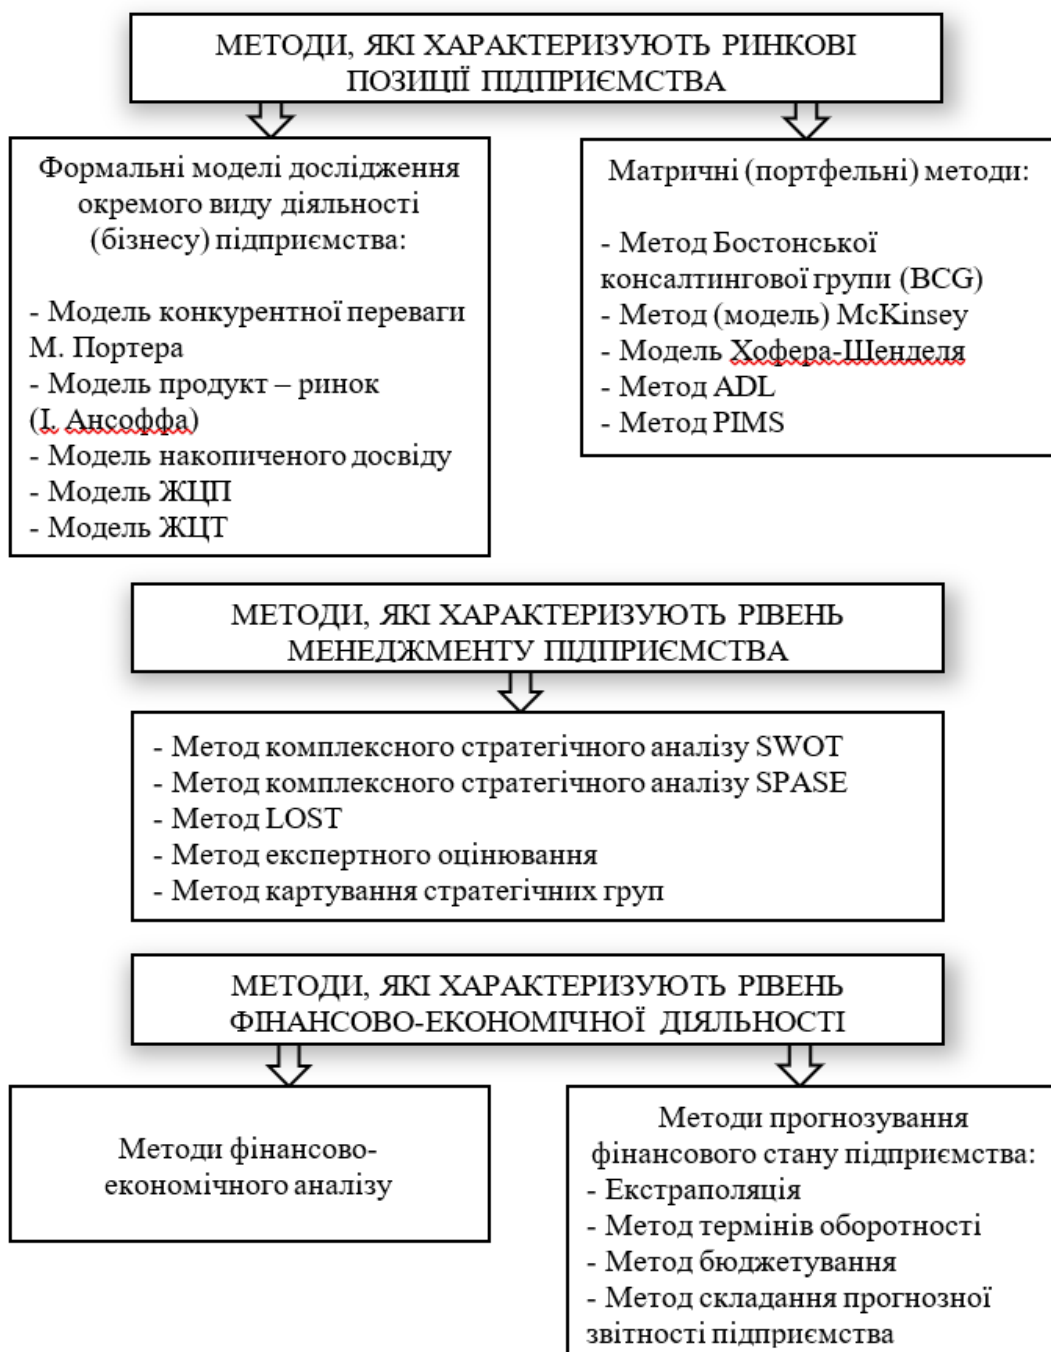 МЕТОДИ, ЯКІ ХАРАКТЕРИЗУЮТЬ РИНКОВІ
ПОЗИЦІЇ ПІДПРИЄМСТВА
Формальні моделі дослідження
окремого виду діяльності
(бізнесу) підприємства:
- Модель конкурентної переваги
М. Портера
- Модель продукт – ринок
(І. Ансоффа)
- Модель накопиченого досвіду
- Модель ЖЦП
- Модель ЖЦТ
Матричні (портфельні) методи:
- Метод Бостонської
консалтингової групи (BCG)
- Метод (модель) McKinsey
- Модель Хофера-Шенделя
- Метод ADL
- Метод PIMS
МЕТОДИ, ЯКІ ХАРАКТЕРИЗУЮТЬ РІВЕНЬ
МЕНЕДЖМЕНТУ ПІДПРИЄМСТВА
- Метод комплексного стратегічного аналізу SWOT
- Метод комплексного стратегічного аналізу SPASE
- Метод LOST
- Метод експертного оцінювання
- Метод картування стратегічних груп
МЕТОДИ, ЯКІ ХАРАКТЕРИЗУЮТЬ РІВЕНЬ
ФІНАНСОВО-ЕКОНОМІЧНОЇ ДІЯЛЬНОСТІ
Методи фінансово-
економічного аналізу
Методи прогнозування
фінансового стану підприємства:
- Екстраполяція
- Метод термінів оборотності
- Метод бюджетування
- Метод складання прогнозної
звітності підприємства